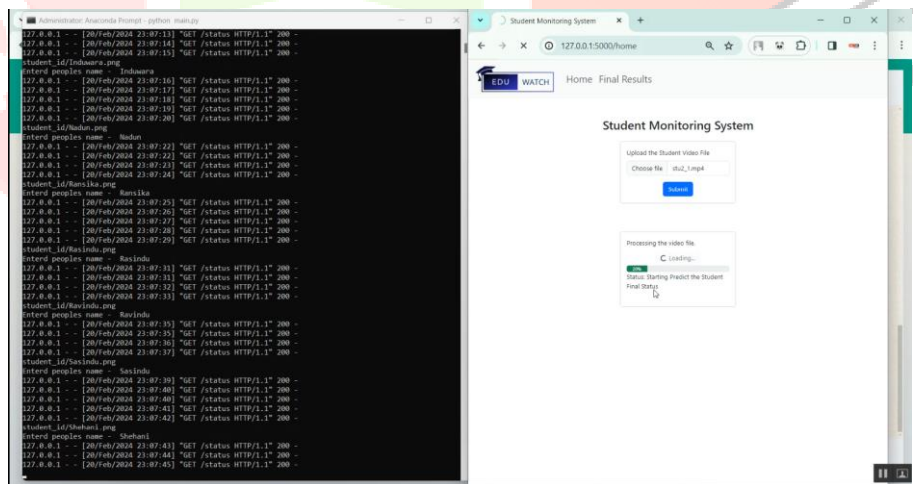 Administrator: Anaconda Prompt - python main.py
127.0.0.1 - - [20/Feb/2024 23:07:13] "GET /status HTTP/1.1" 200 -
127.0.0.1 - - [20/Feb/2024 23:07:14] "GET /status HTTP/1.1" 200 -
127.0.0.1 - - [20/Feb/2024 23:07:15] "GET /status HTTP/1.1" 200 -
student_id/Induwara.png
Enterd peoples name - Induwara
127.0.0.1 - - [20/Feb/2024 23:07:16] "GET /status HTTP/1.1" 200 -
127.0.0.1 - - [20/Feb/2024 23:07:17] "GET /status HTTP/1.1" 200 -
127.0.0.1 - - [20/Feb/2024 23:07:18] "GET /status HTTP/1.1" 200 -
127.0.0.1 - - [20/Feb/2024 23:07:19] "GET /status HTTP/1.1" 200 -
127.0.0.1 - - [20/Feb/2024 23:07:20] "GET /status HTTP/1.1" 200 -
student_id/Nadun.png
Enterd peoples name - Nadun
127.0.0.1 - - [20/Feb/2024 23:07:22] "GET /status HTTP/1.1" 200 -
127.0.0.1 - - [20/Feb/2024 23:07:22] "GET /status HTTP/1.1" 200 -
127.0.0.1 - - [20/Feb/2024 23:07:23] "GET /status HTTP/1.1" 200 -
127.0.0.1 - - [20/Feb/2024 23:07:24] "GET /status HTTP/1.1" 200 -
student_id/Ransika.png
Enterd peoples name - Ransika
127.0.0.1 - - [20/Feb/2024 23:07:25] "GET /status HTTP/1.1" 200 -
127.0.0.1 - - [20/Feb/2024 23:07:26] "GET /status HTTP/1.1" 200 -
127.0.0.1 - - [20/Feb/2024 23:07:27] "GET /status HTTP/1.1" 200 -
127.0.0.1 - - [20/Feb/2024 23:07:28] "GET /status HTTP/1.1" 200 -
127.0.0.1 - - [20/Feb/2024 23:07:29] "GET /status HTTP/1.1" 200 -
student_id/Rasindu.png
Enterd peoples name - Rasindu
127.0.0.1 - - [20/Feb/2024 23:07:31] "GET /status HTTP/1.1" 200 -
127.0.0.1 - - [20/Feb/2024 23:07:31] "GET /status HTTP/1.1" 200 -
127.0.0.1 - - [20/Feb/2024 23:07:32] "GET /status HTTP/1.1" 200 -
127.0.0.1 - - [20/Feb/2024 23:07:33] "GET /status HTTP/1.1" 200 -
student_id/Ravindu.png
Enterd peoples name - Ravindu
127.0.0.1 - - [20/Feb/2024 23:07:35] "GET /status HTTP/1.1" 200 -
127.0.0.1 - - [20/Feb/2024 23:07:35] "GET /status HTTP/1.1" 200 -
127.0.0.1 - - [20/Feb/2024 23:07:36] "GET /status HTTP/1.1" 200 -
127.0.0.1 - - [20/Feb/2024 23:07:37] "GET /status HTTP/1.1" 200 -
student_id/Sasindu.png
Enterd peoples name - Sasindu
127.0.0.1 - - [20/Feb/2024 23:07:39] "GET /status HTTP/1.1" 200 -
127.0.0.1 - - [20/Feb/2024 23:07:40] "GET /status HTTP/1.1" 200 -
127.0.0.1 - - [20/Feb/2024 23:07:40] "GET /status HTTP/1.1" 200 -
127.0.0.1 - - [20/Feb/2024 23:07:41] "GET /status HTTP/1.1" 200 -
127.0.0.1 - - [20/Feb/2024 23:07:42] "GET /status HTTP/1.1" 200 -
student_id/Shehani.png
Enterd peoples name - Shehani
127.0.0.1 - - [20/Feb/2024 23:07:43] "GET /status HTTP/1.1" 200 -
127.0.0.1 - - [20/Feb/2024 23:07:44] "GET /status HTTP/1.1" 200 -
127.0.0.1 - - [20/Feb/2024 23:07:45] "GET /status HTTP/1.1" 200 -
Student Monitoring System
127.0.0.1:5000/home
EDU WATCH Home Final Results
Student Monitoring System
Upload the Student Video File
Choose file stu2_1.mp4
Submit
Processing the video file.
Loading...
20%
Status: Starting Predict the Student
Final Status